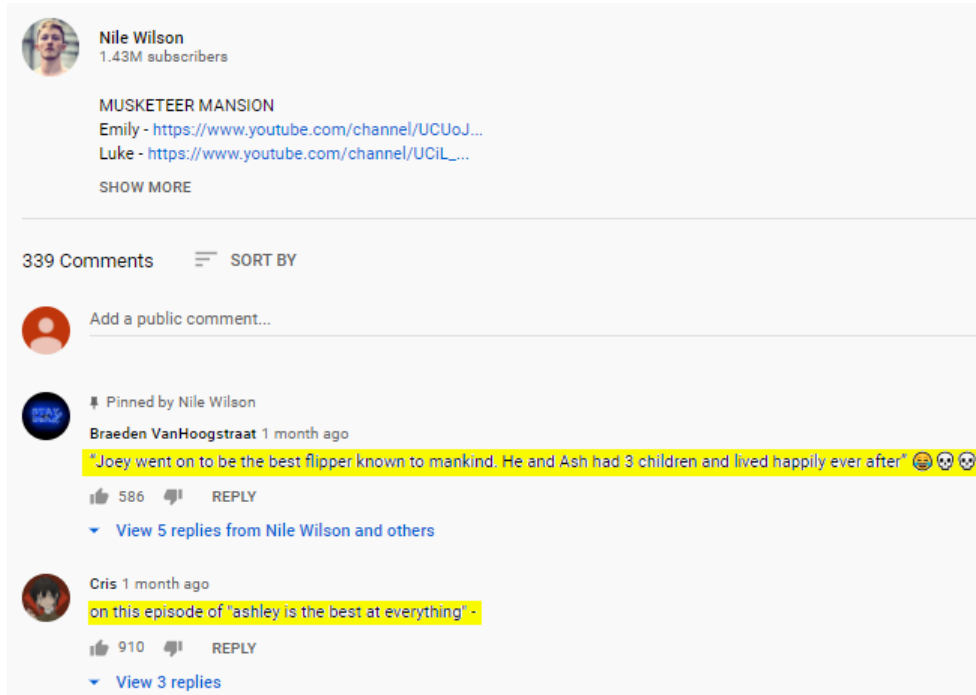 Nile Wilson
1.43M subscribers
MUSKETEER MANSION
Emily - https://www.youtube.com/channel/UCUoJ...
Luke - https://www.youtube.com/channel/UCiL_...
SHOW MORE
339 Comments SORT BY
Add a public comment...
Pinned by Nile Wilson
Braeden VanHoogstraat 1 month ago
"Joey went on to be the best flipper known to mankind. He and Ash had 3 children and lived happily ever after" 😂💀💀
586 REPLY
View 5 replies from Nile Wilson and others
Cris 1 month ago
on this episode of "ashley is the best at everything" -
910 REPLY
View 3 replies